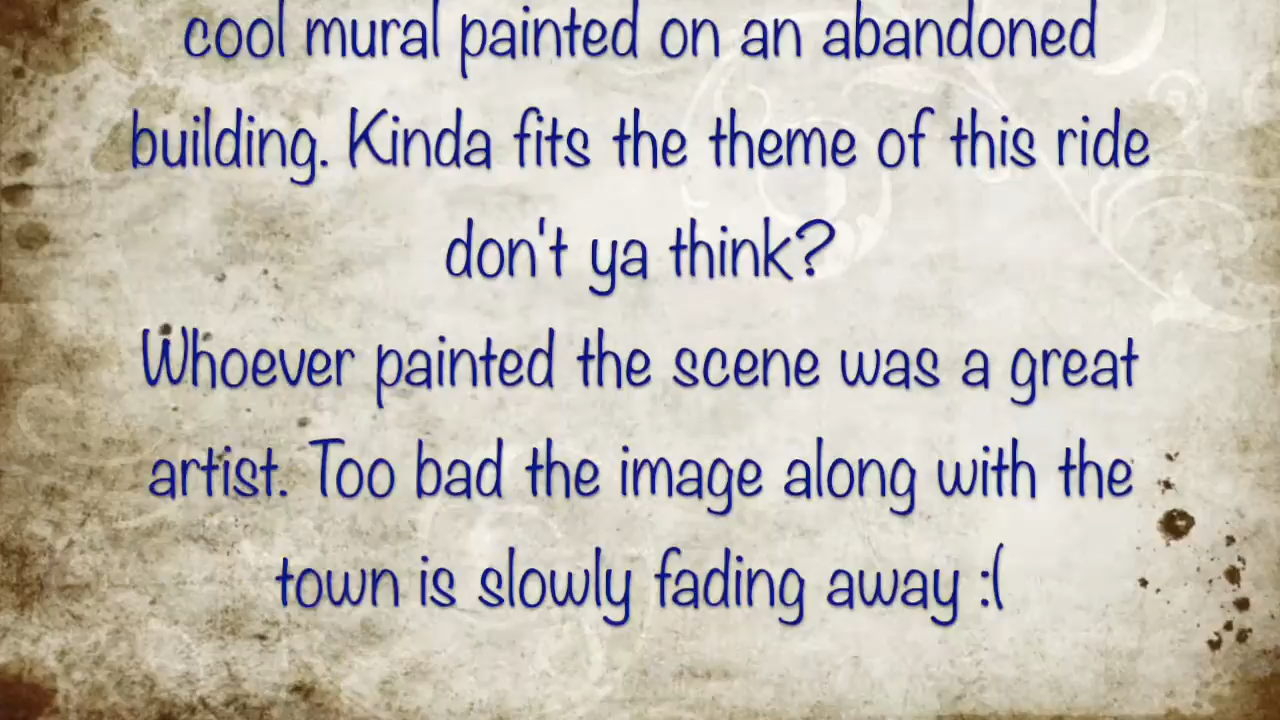 cool mural painted on an abandoned
building. Kinda fits the theme of this ride
don't ya think?
Whoever painted the scene was a great
artist. Too bad the image along with the
town is slowly fading away :(